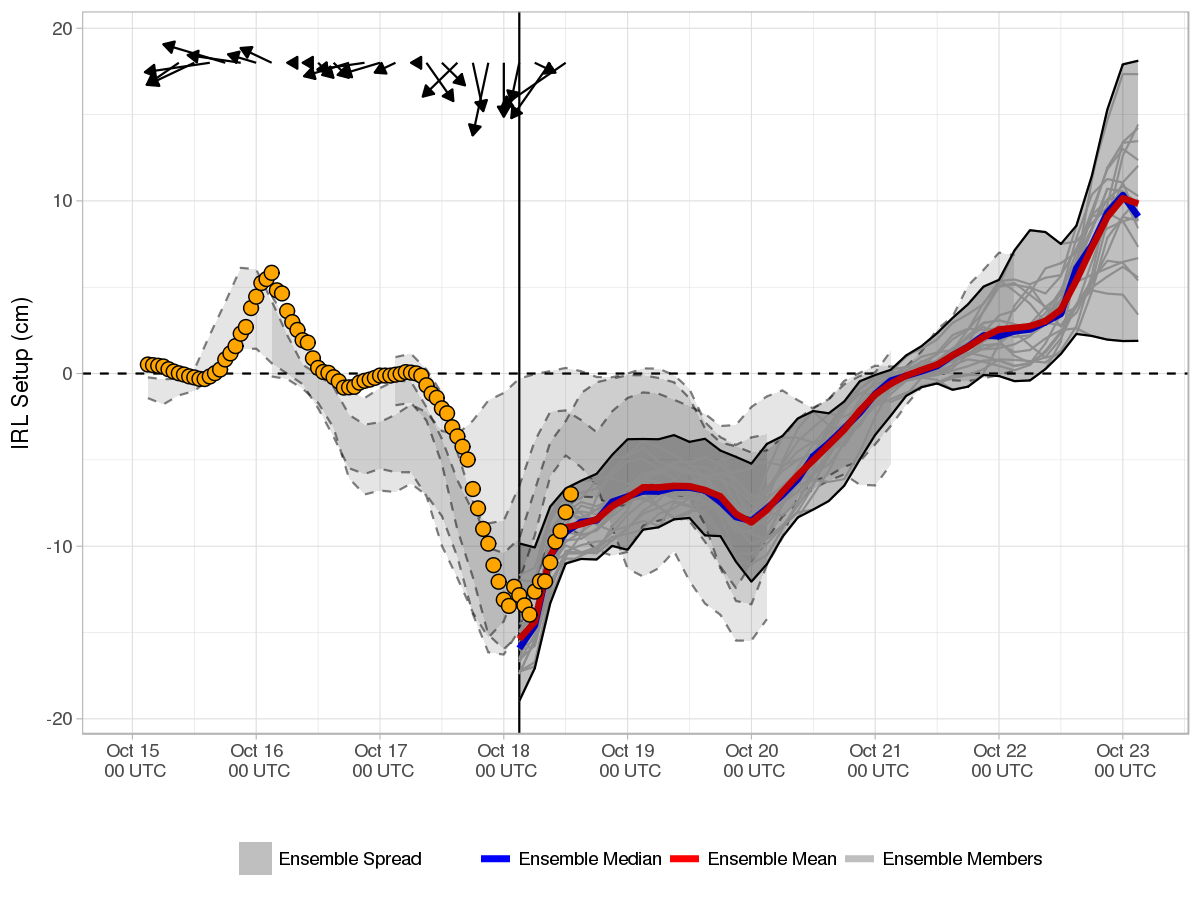 IRL Setup (cm)
20
10
0
-10
-20
Oct 15 Oct 16 Oct 17 Oct 18 Oct 19 Oct 20 Oct 21 Oct 22 Oct 23
00 UTC 00 UTC 00 UTC 00 UTC 00 UTC 00 UTC 00 UTC 00 UTC 00 UTC
Ensemble Spread Ensemble Median Ensemble Mean Ensemble Members